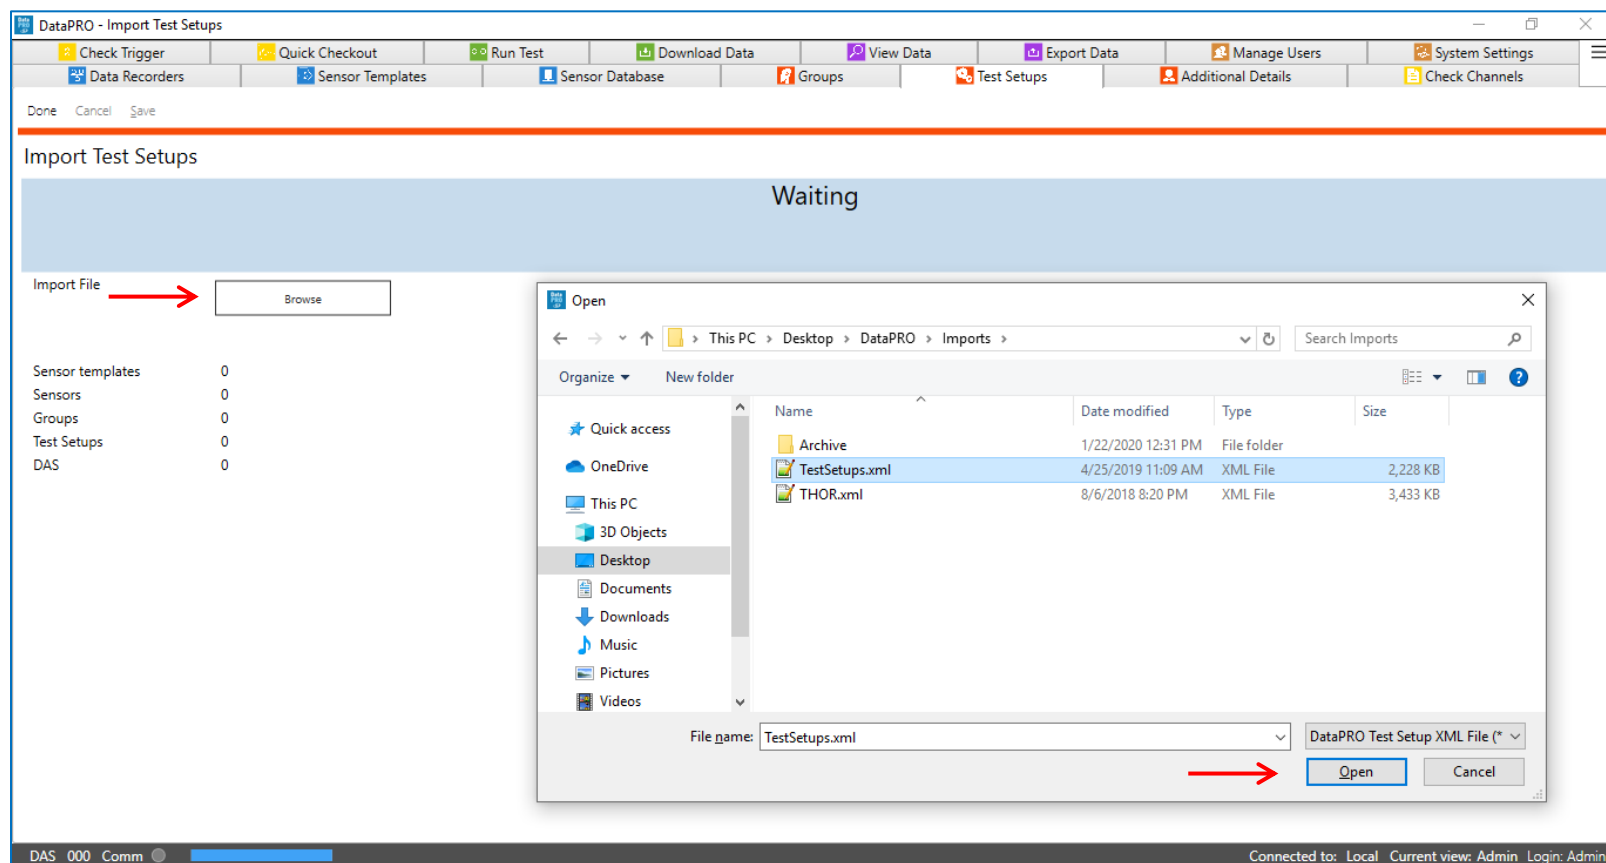 DataPRO - Import Test Setups
Check Trigger Quick Checkout Run Test Download Data View Data Export Data Manage Users System Settings
Data Recorders Sensor Templates Sensor Database Groups Test Setups Additional Details Check Channels
Done Cancel Save
Import Test Setups
Waiting
Import File
Browse
Sensor templates 0
Sensors 0
Groups 0
Test Setups 0
DAS 0
Open
This PC > Desktop > DataPRO > Imports >
Search Imports
Organize New folder
Name Date modified Type Size
Archive 1/22/2020 12:31 PM File folder
TestSetups.xml 4/25/2019 11:09 AM XML File 2,228 KB
THOR.xml 8/6/2018 8:20 PM XML File 3,433 KB
Quick access
OneDrive
This PC
3D Objects
Desktop
Documents
Downloads
Music
Pictures
Videos
File name: TestSetups.xml
DataPRO Test Setup XML File (*
Open Cancel
DAS 000 Comm
Connected to: Local Current view: Admin Login: Admin